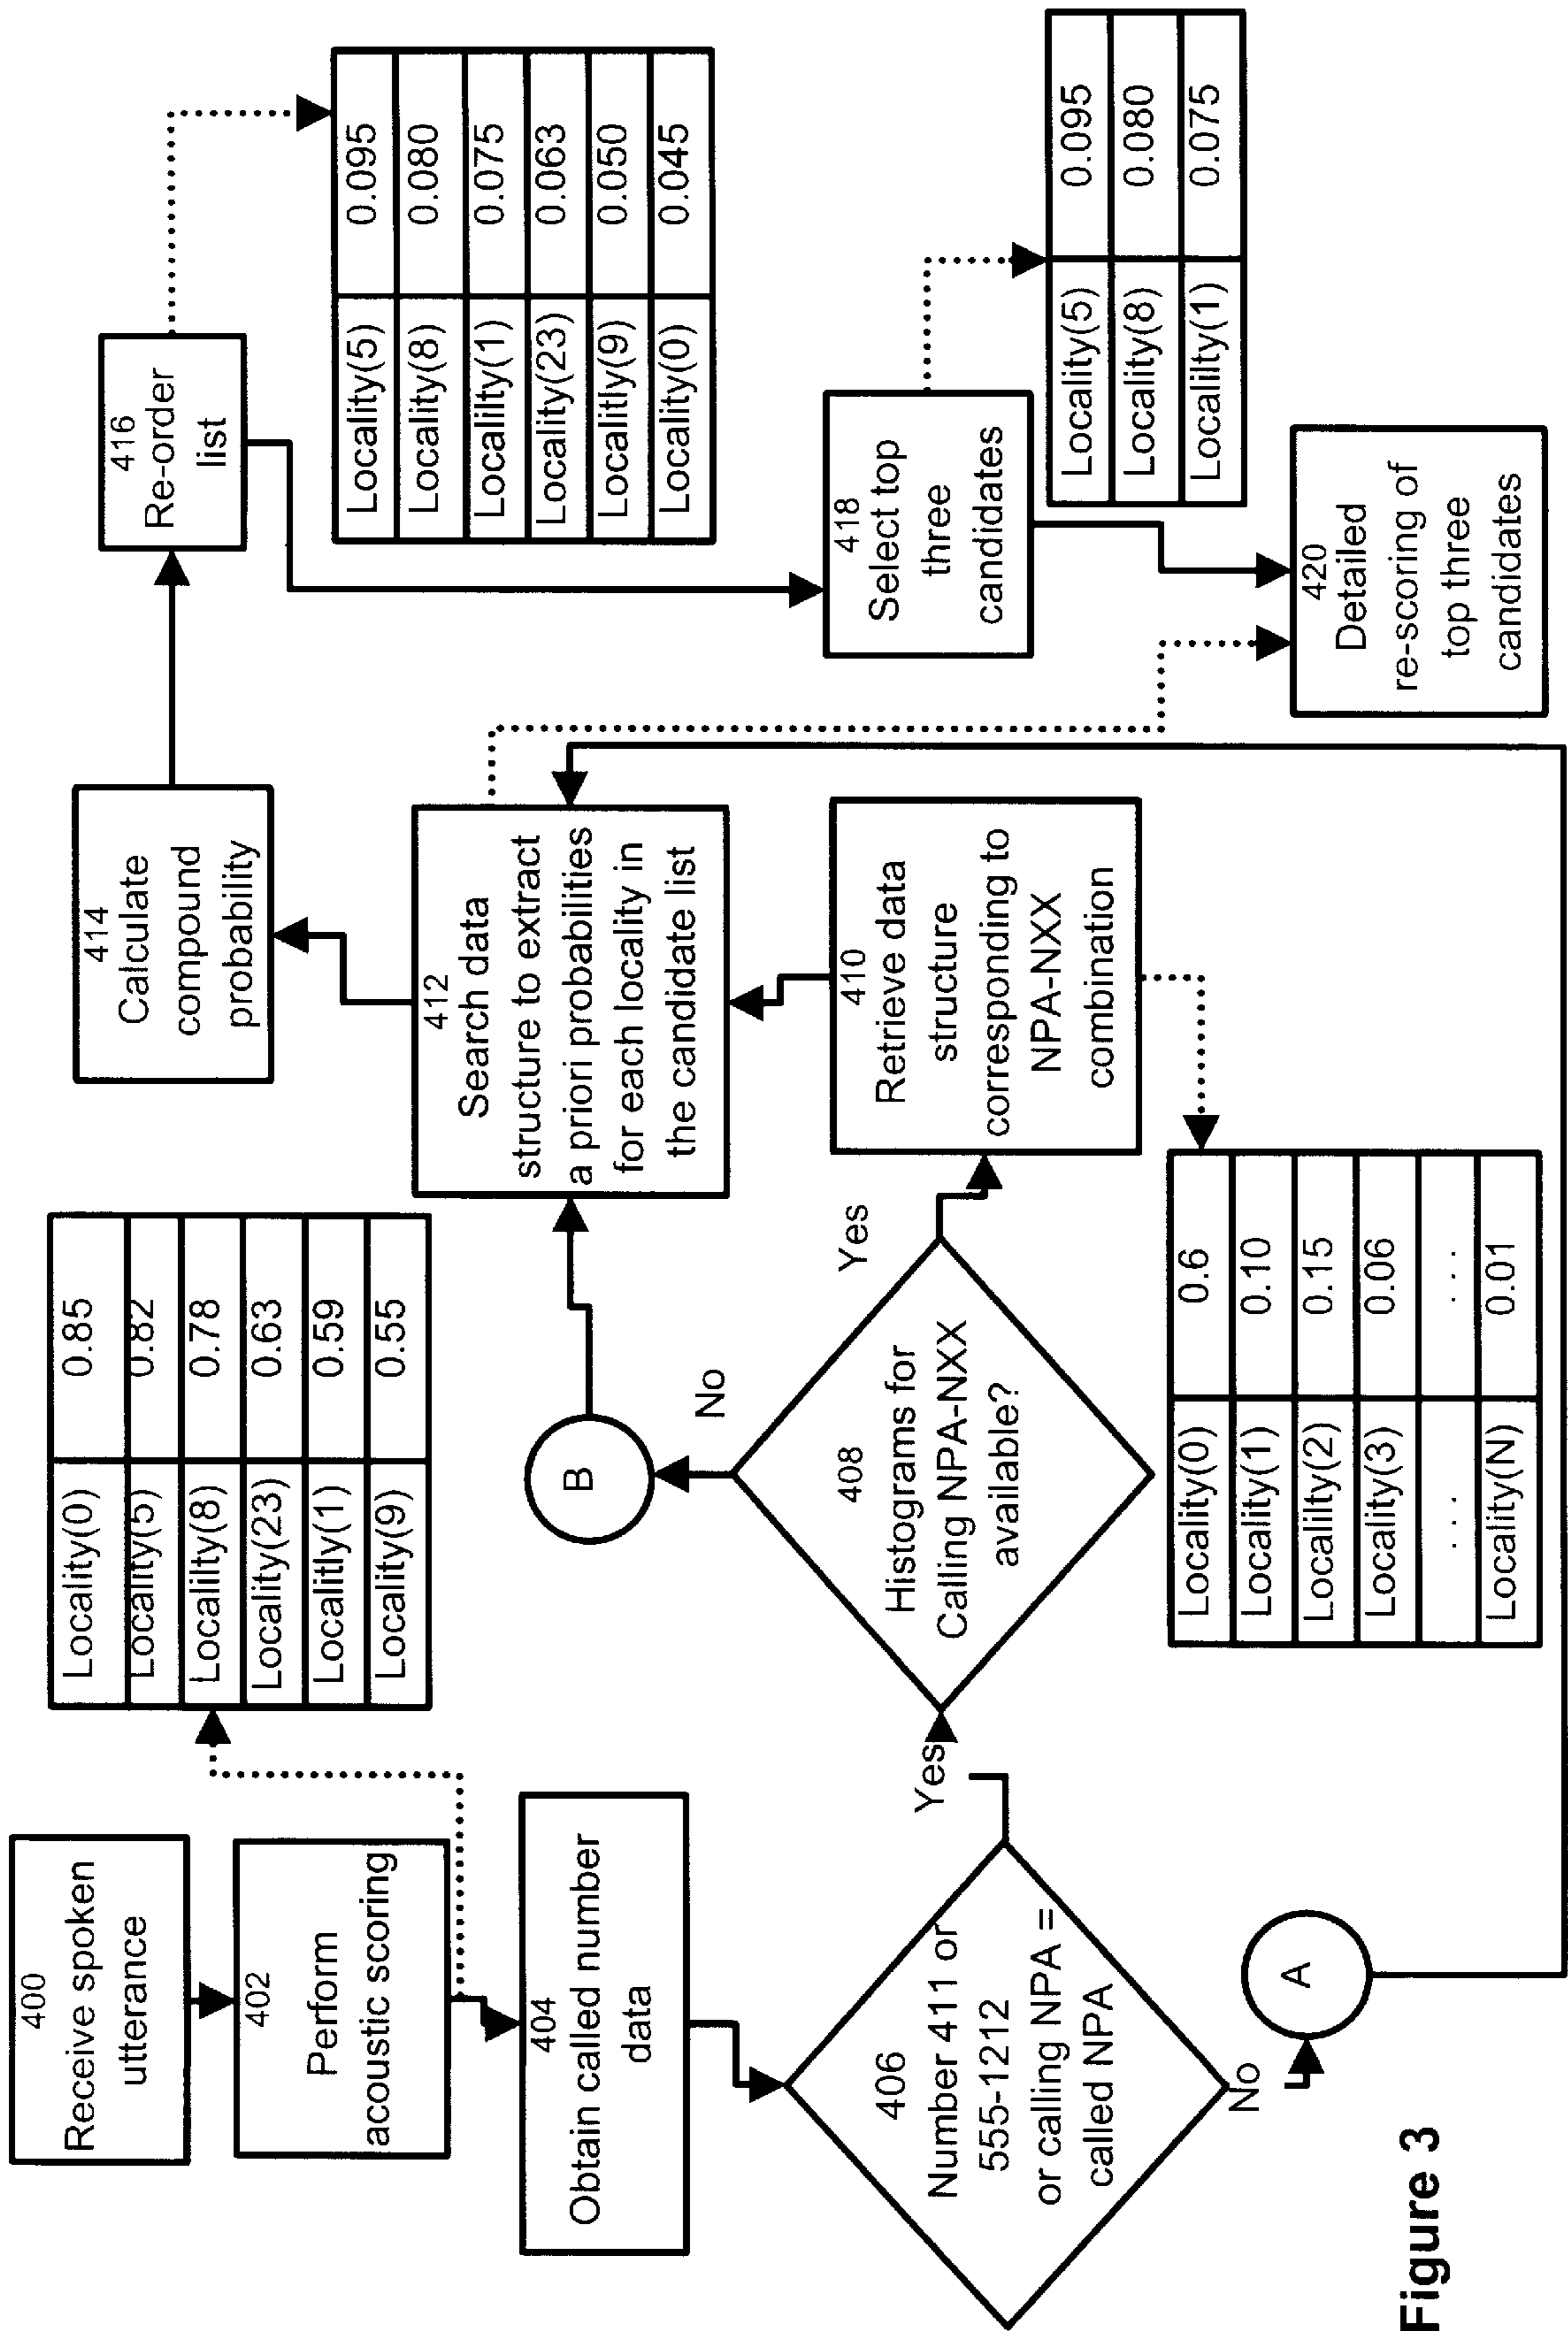 400
Receive spoken
utterance
402
Perform
acoustic scoring
Locality(0) 0.85
Locality(5) 0.82
Localilty(8) 0.78
Locality(23) 0.63
Localitly(1) 0.59
Locality(9) 0.55
404
Obtain called number
data
406
Number 411 or
555-1212
or calling NPA =
called NPA
Yes
No
A
408
Histograms for
Calling NPA-NXX
available?
No
Yes
B
410
Retrieve data
structure
corresponding to
NPA-NXX
combination
Locality(0) 0.6
Locality(1) 0.10
Localilty(2) 0.15
Locality(3) 0.06
. . . . . .
Locality(N) 0.01
412
Search data
structure to extract
a priori probabilities
for each locality in
the candidate list
414
Calculate
compound
probability
416
Re-order
list
Locality(5) 0.095
Locality(8) 0.080
Localilty(1) 0.075
Locality(23) 0.063
Localitly(9) 0.050
Locality(0) 0.045
418
Select top
three
candidates
Locality(5) 0.095
Locality(8) 0.080
Localilty(1) 0.075
420
Detailed
re-scoring of
top three
candidates
Figure 3